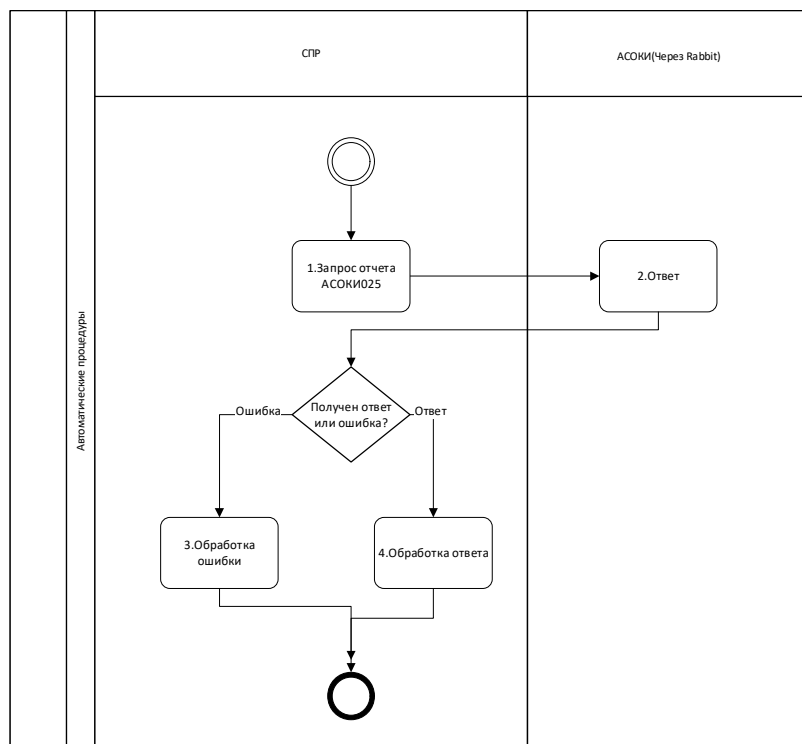 СПР
АСОКИ(Через Rabbit)
Автоматические процедуры
1.Запрос отчета
АСОКИ025
2.Ответ
Получен ответ
или ошибка?
Ошибка
Ответ
3.Обработка
ошибки
4.Обработка ответа